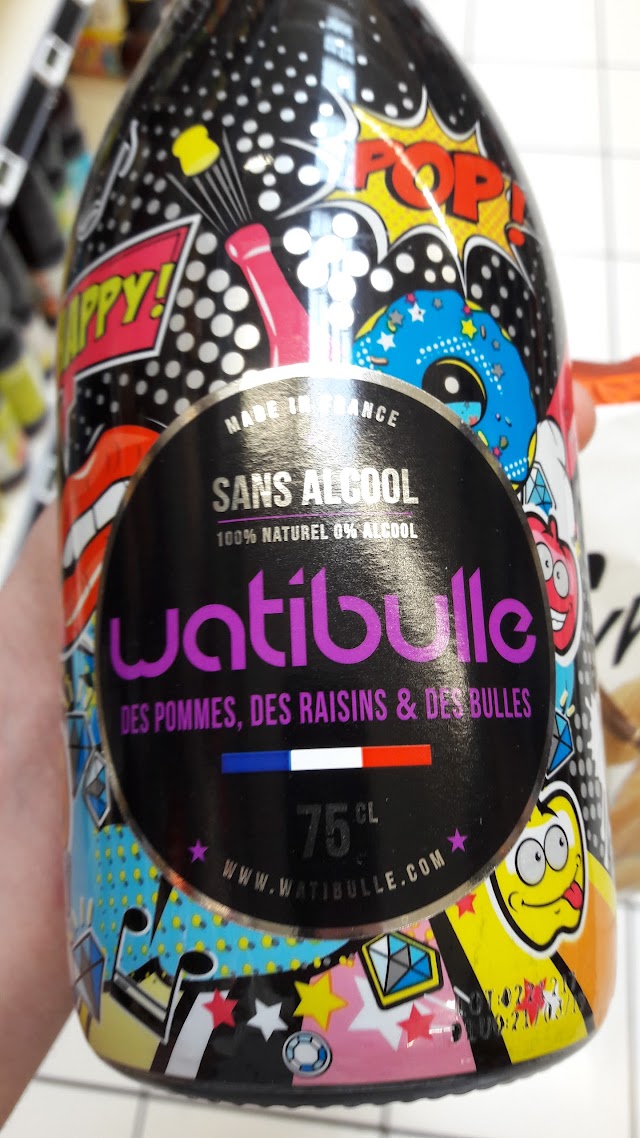 POP!
HAPPY!
MADE IN FRANCE
SANS ALCOOL
100% NATUREL 0% ALCOOL
watibulle
DES POMMES, DES RAISINS & DES BULLES
75 CL
WWW.WATIBULLE.COM